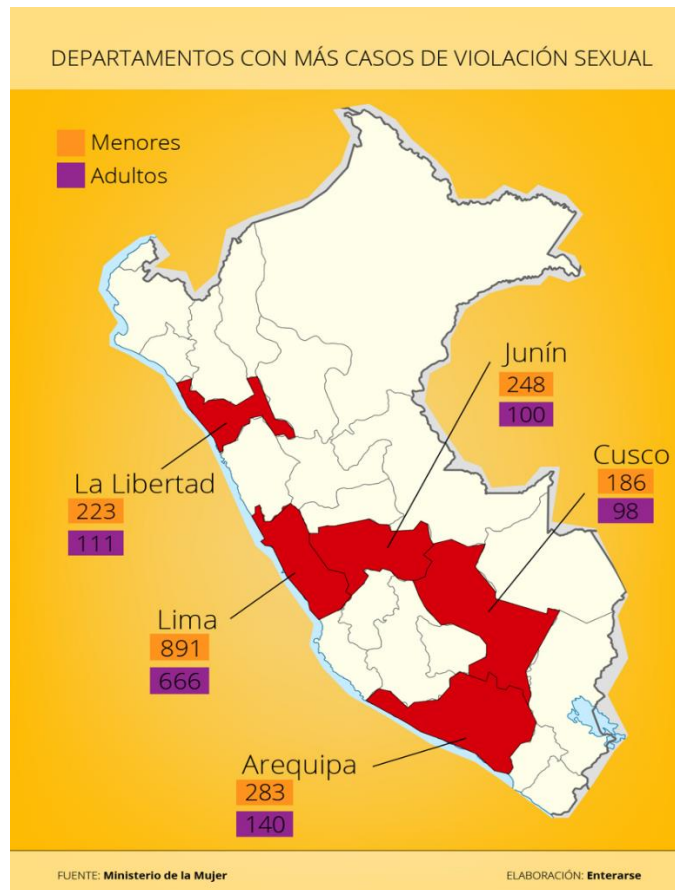 DEPARTAMENTOS CON MÁS CASOS DE VIOLACIÓN SEXUAL
Menores
Adultos
Junín
248
100
Cusco
186
98
La Libertad
223
111
Lima
891
666
Arequipa
283
140
FUENTE: Ministerio de la Mujer
ELABORACIÓN: Enterarse